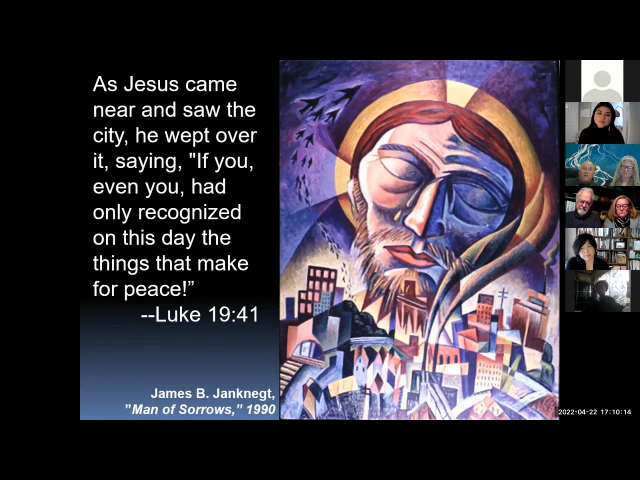 As Jesus came
near and saw the
city, he wept over
it, saying, "If you,
even you, had
only recognized
on this day the
things that make
for peace!”
--Luke 19:41
James B. Janknegt,
”Man of Sorrows,” 1990
2022-04-22 17:10:14